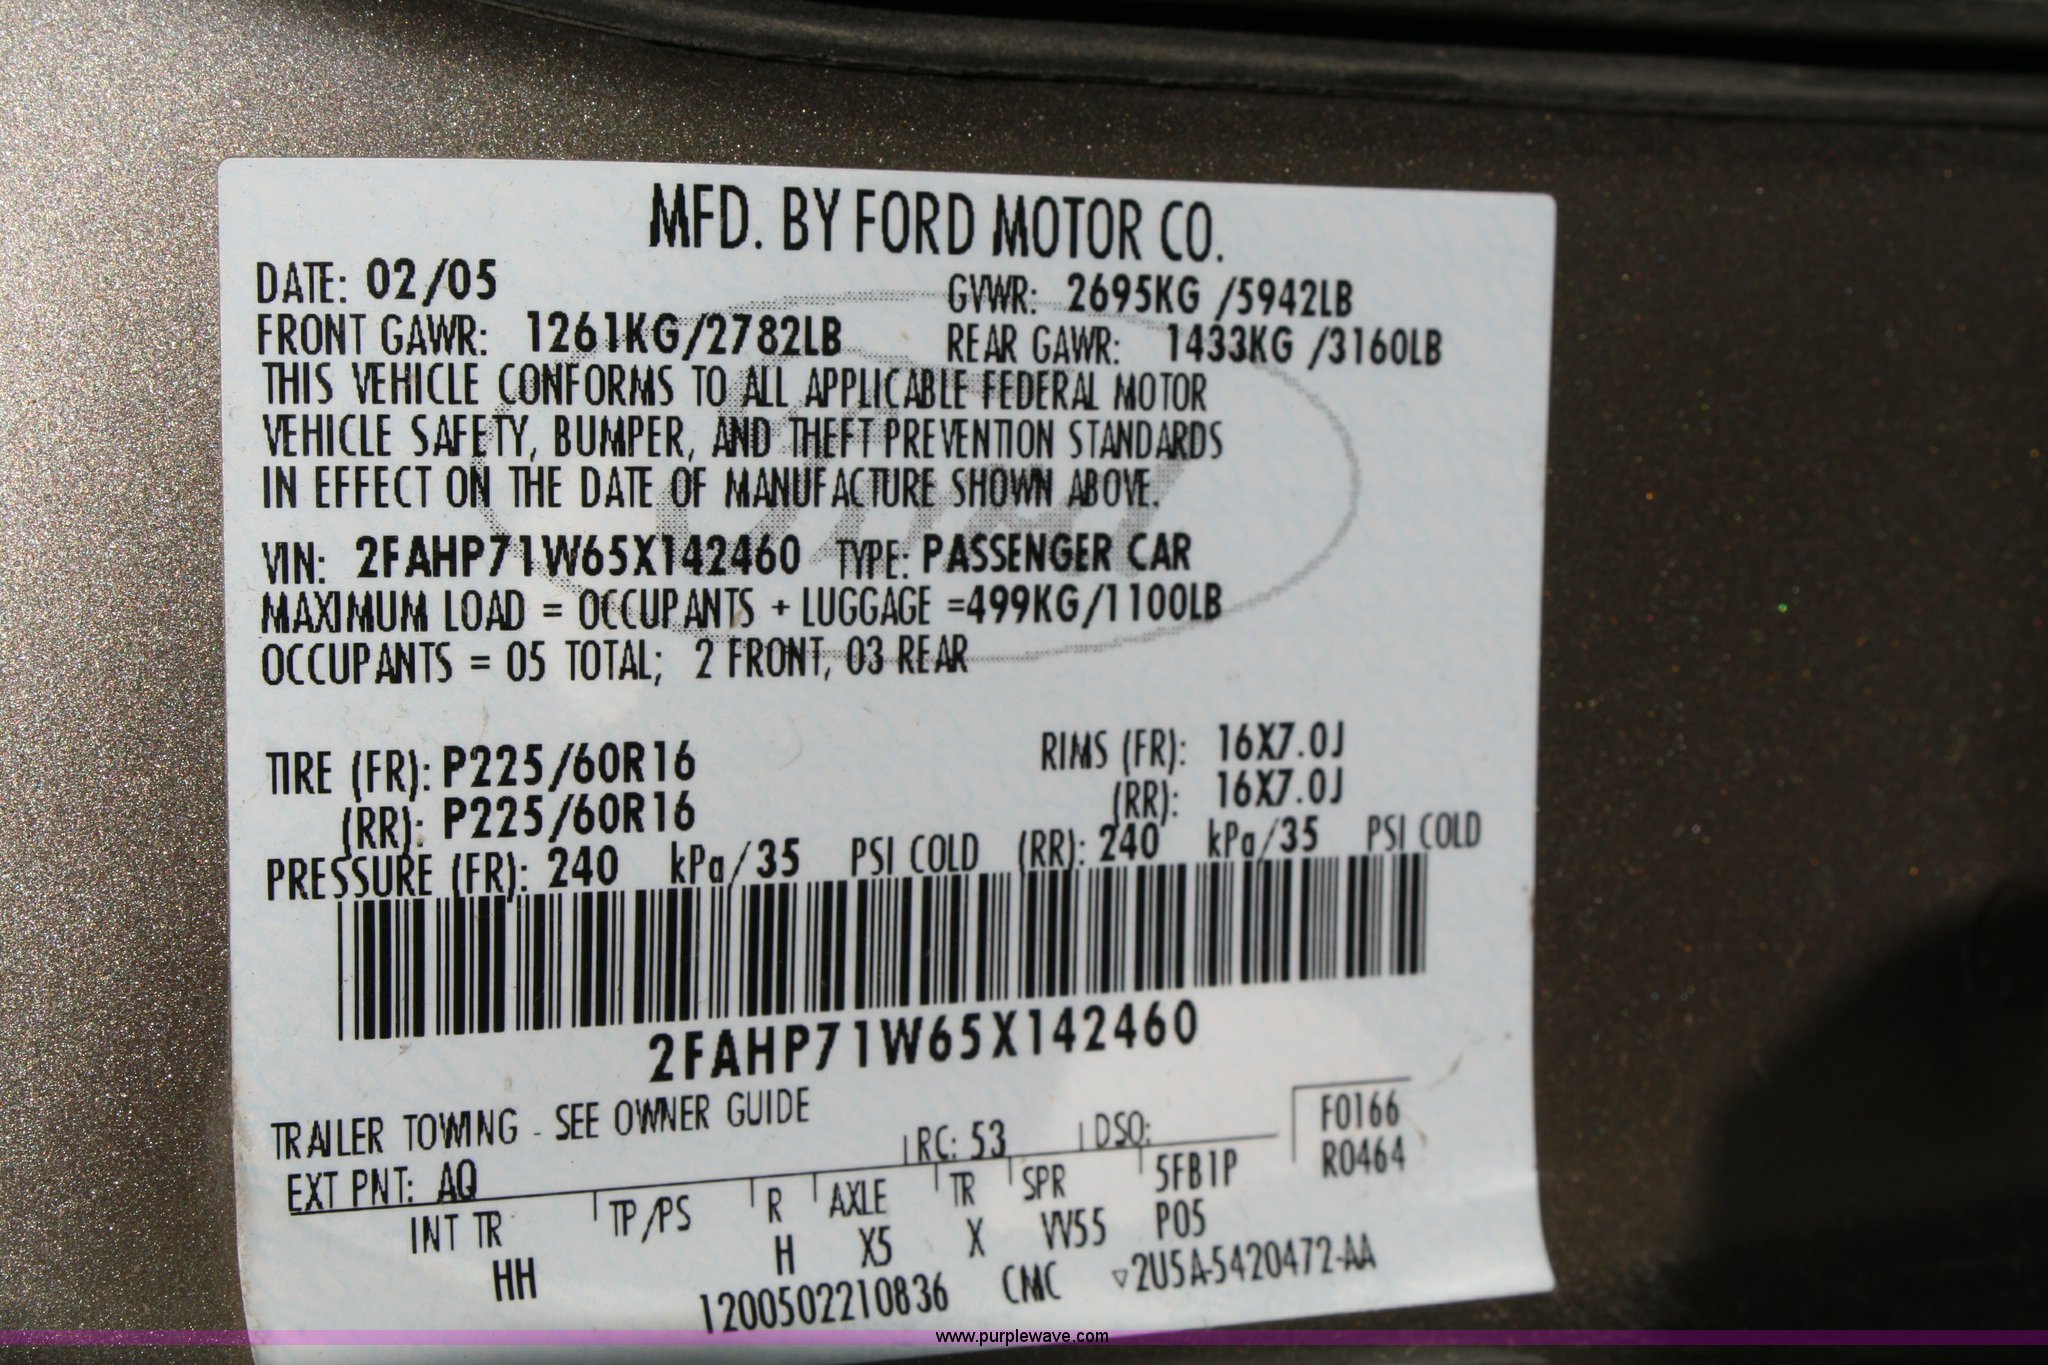 MFD. BY FORD MOTOR CO.
DATE: 02/05 GVWR: 2695KG /5942LB
FRONT GAWR: 1261KG/2782LB REAR GAWR: 1433KG /3160LB
THIS VEHICLE CONFORMS TO ALL APPLICABLE FEDERAL MOTOR
VEHICLE SAFETY, BUMPER, AND THEFT PREVENTION STANDARDS
IN EFFECT ON THE DATE OF MANUFACTURE SHOWN ABOVE.
VIN: 2FAHP71W65X142460 TYPE: PASSENGER CAR
MAXIMUM LOAD = OCCUPANTS + LUGGAGE =499KG/1100LB
OCCUPANTS = 05 TOTAL; 2 FRONT, 03 REAR
TIRE (FR): P225/60R16 RIMS (FR): 16X7.0J
(RR): P225/60R16 (RR): 16X7.0J
PRESSURE (FR): 240 kPa/35 PSI COLD (RR): 240 kPa/35 PSI COLD
2FAHP71W65X142460
TRAILER TOWING - SEE OWNER GUIDE
EXT PNT: AQ RC: 53 DSO: F0166
R0464
INT TR TP/PS R AXLE TR SPR 5FB1P
HH H X5 X VV55 P05
1200502210836 CMC ▿2U5A-5420472-AA
www.purplewave.com